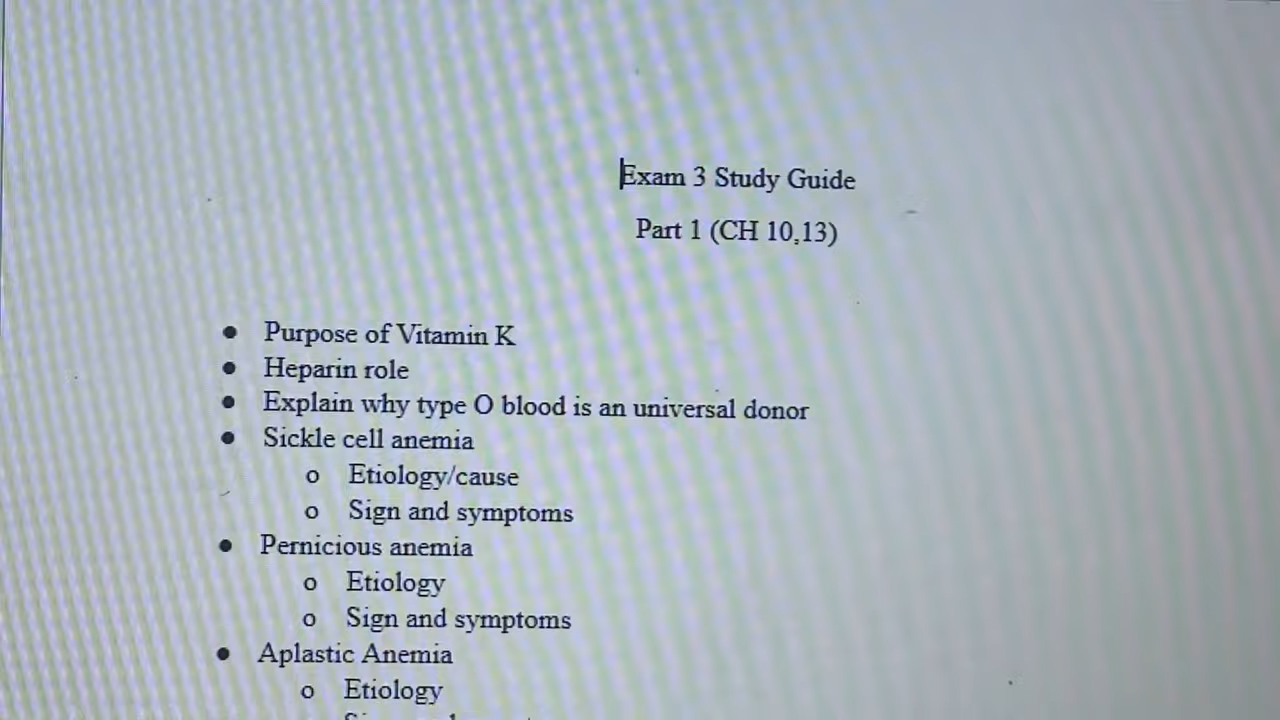 Exam 3 Study Guide
Part 1 (CH 10,13)
● Purpose of Vitamin K
● Heparin role
● Explain why type O blood is an universal donor
● Sickle cell anemia
o Etiology/cause
o Sign and symptoms
● Pernicious anemia
o Etiology
o Sign and symptoms
● Aplastic Anemia
o Etiology